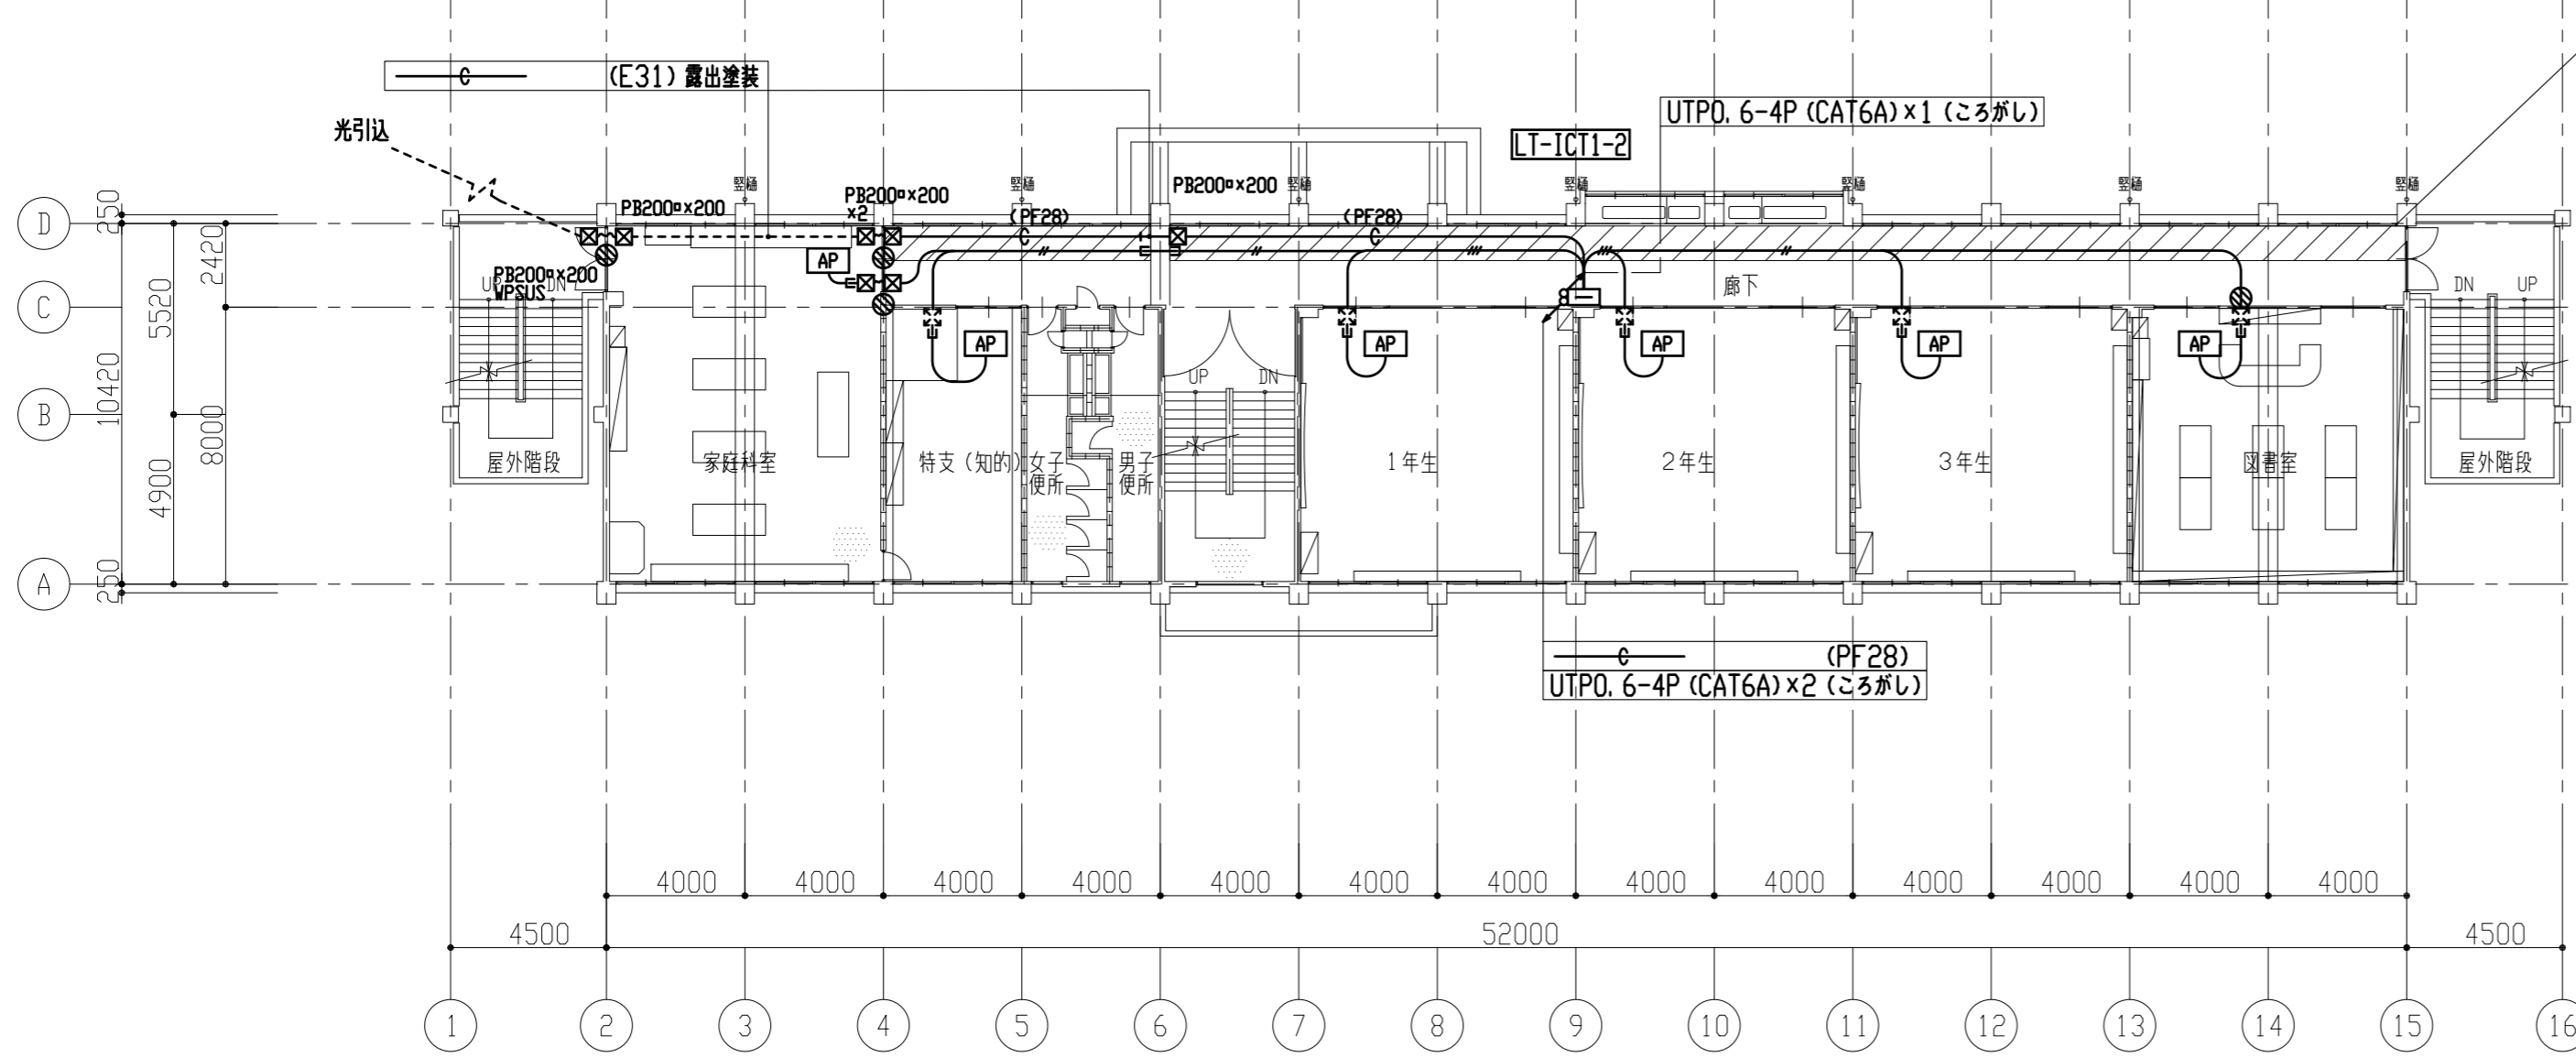 (E31) 露出塗装
光引込
UTP0.6-4P (CAT6A)×1 (ころがし)
LT-ICT1-2
竪樋
竪樋
竪樋
竪樋
竪樋
竪樋
竪樋
PB200□×200
PB200□×200
×2
PB200□×200
(PF28)
(PF28)
C
C
PB200□×200
WPSUS
UP
DN
AP
廊下
DN
UP
AP
AP
AP
AP
AP
UP
DN
屋外階段
家庭科室
特支(知的)
女子
便所
男子
便所
1年生
2年生
3年生
図書室
屋外階段
C (PF28)
UTP0.6-4P (CAT6A)×2 (ころがし)
D
C
B
A
250
2420
5520
10420
8000
4900
250
4000
4000
4000
4000
4000
4000
4000
4000
4000
4000
4000
4000
4000
4500
52000
4500
1
2
3
4
5
6
7
8
9
10
11
12
13
14
15
16